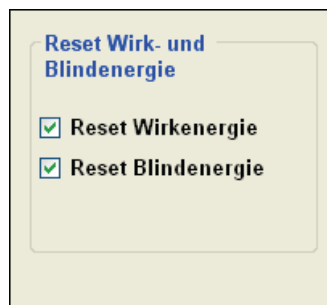 Reset Wirk- und
Blindenergie
Reset Wirkenergie
Reset Blindenergie